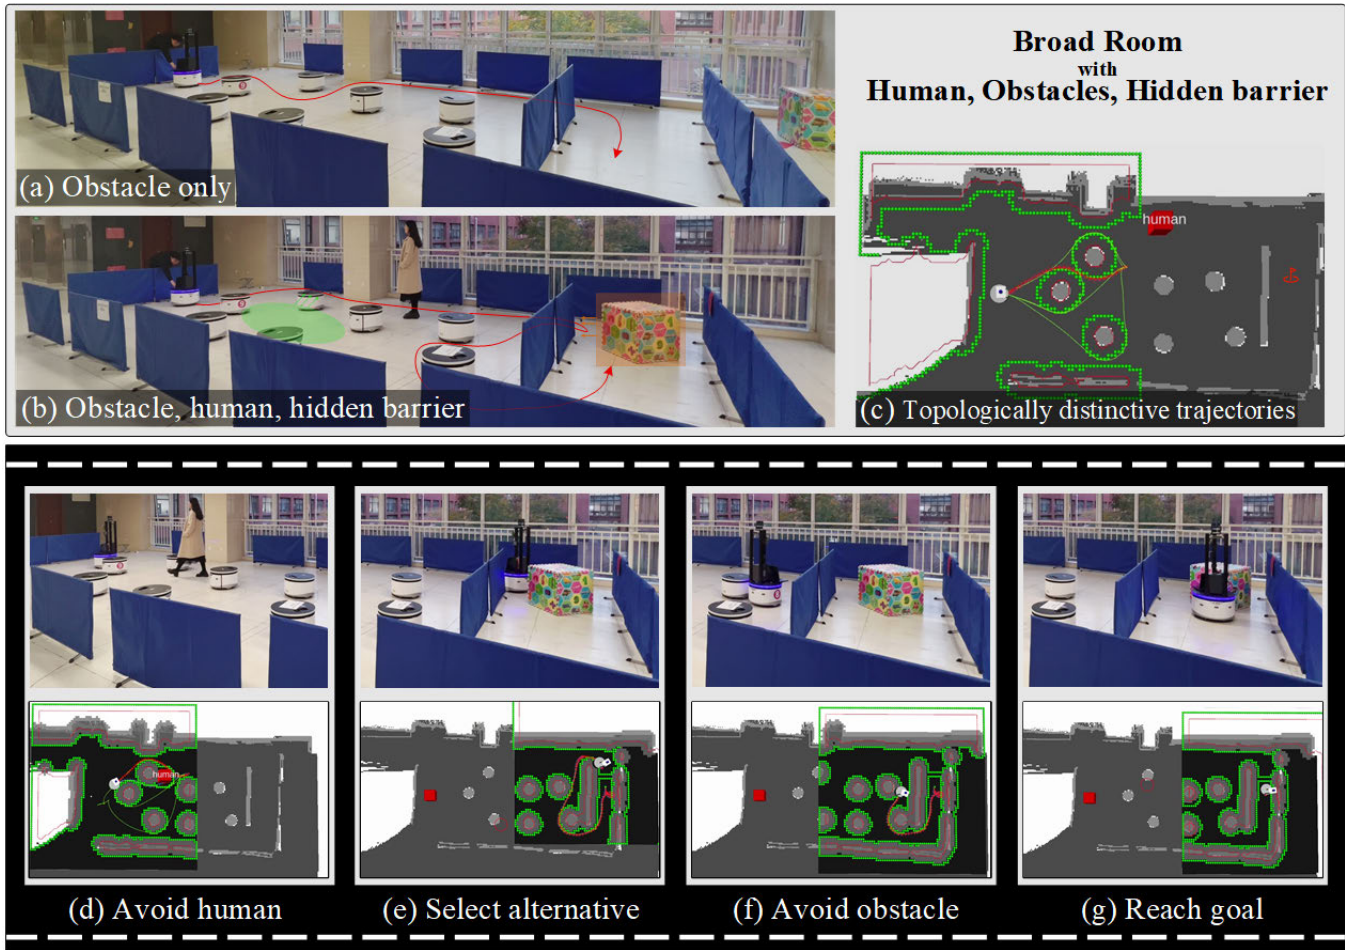 Broad Room
with
Human, Obstacles, Hidden barrier
(a) Obstacle only
human
(b) Obstacle, human, hidden barrier
(c) Topologically distinctive trajectories
human
(d) Avoid human
(e) Select alternative
(f) Avoid obstacle
(g) Reach goal